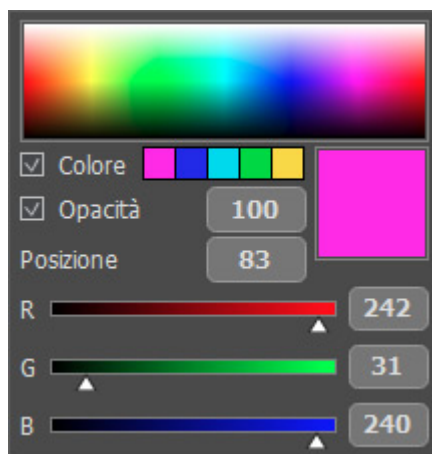 Colore
Opacità 100
Posizione 83
R 242
G 31
B 240